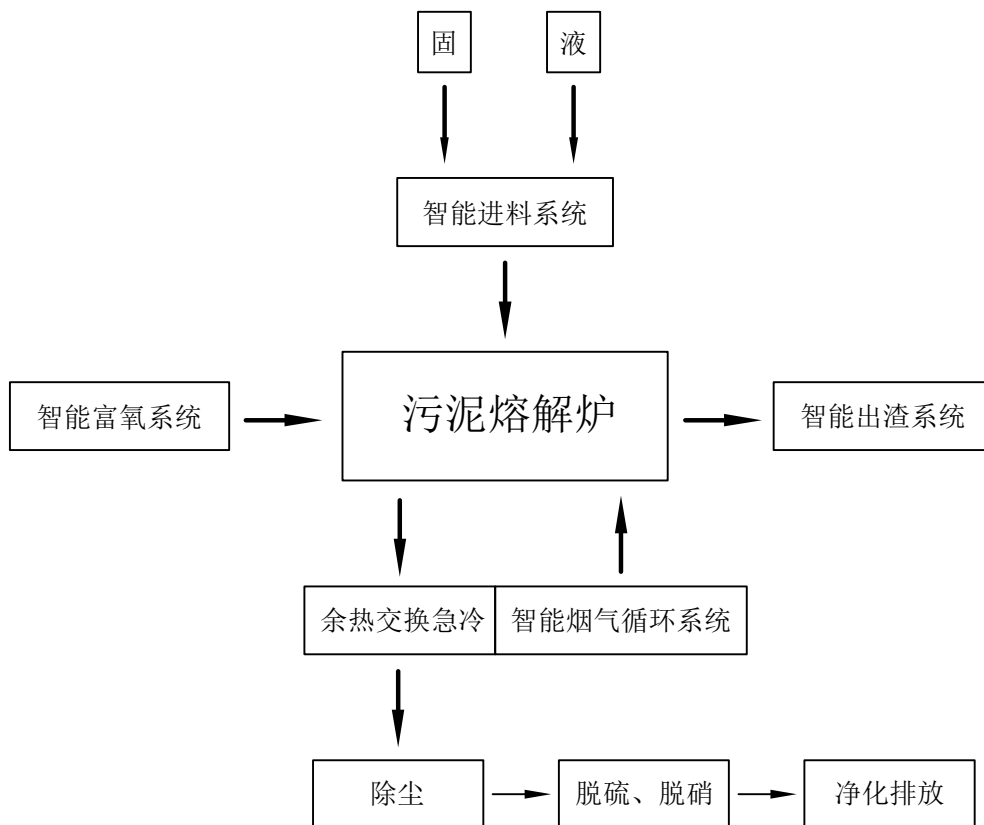 固
液
智能进料系统
智能富氧系统
污泥熔解炉
智能出渣系统
余热交换急冷
智能烟气循环系统
除尘
脱硫、脱硝
净化排放